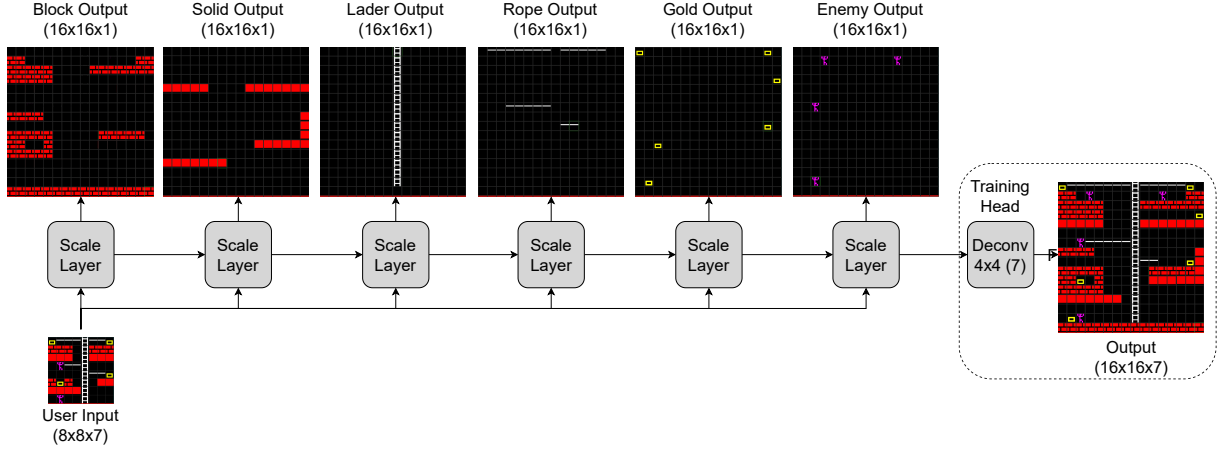 Block Output
(16x16x1)
Solid Output
(16x16x1)
Lader Output
(16x16x1)
Rope Output
(16x16x1)
Gold Output
(16x16x1)
Enemy Output
(16x16x1)
Scale
Layer
Scale
Layer
Scale
Layer
Scale
Layer
Scale
Layer
Scale
Layer
Training
Head
Deconv
4x4 (7)
Output
(16x16x7)
User Input
(8x8x7)